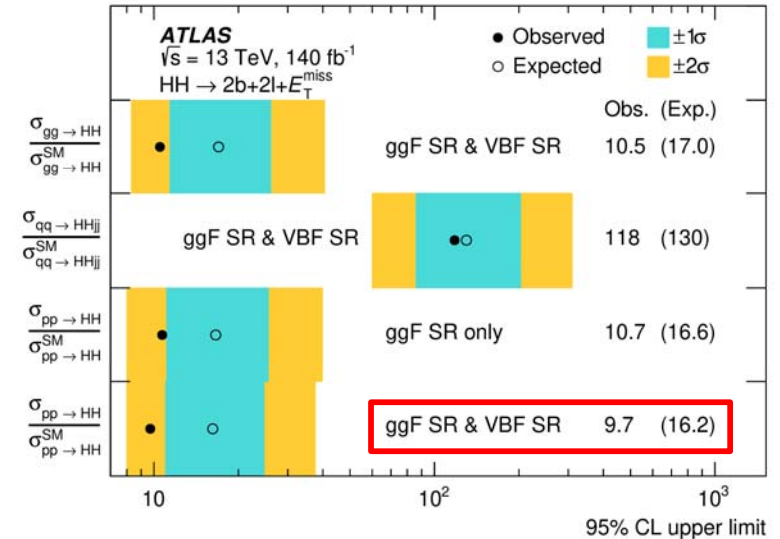 ATLAS
√s = 13 TeV, 140 fb⁻¹
HH → 2b+2l+E_T^miss
● Observed ±1σ
○ Expected ±2σ
Obs. (Exp.)
σ_gg → HH
σ^SM_gg → HH
ggF SR & VBF SR 10.5 (17.0)
σ_qq → HHjj
σ^SM_qq → HHjj
ggF SR & VBF SR 118 (130)
σ_pp → HH
σ^SM_pp → HH
ggF SR only 10.7 (16.6)
σ_pp → HH
σ^SM_pp → HH
ggF SR & VBF SR 9.7 (16.2)
10 10² 10³
95% CL upper limit